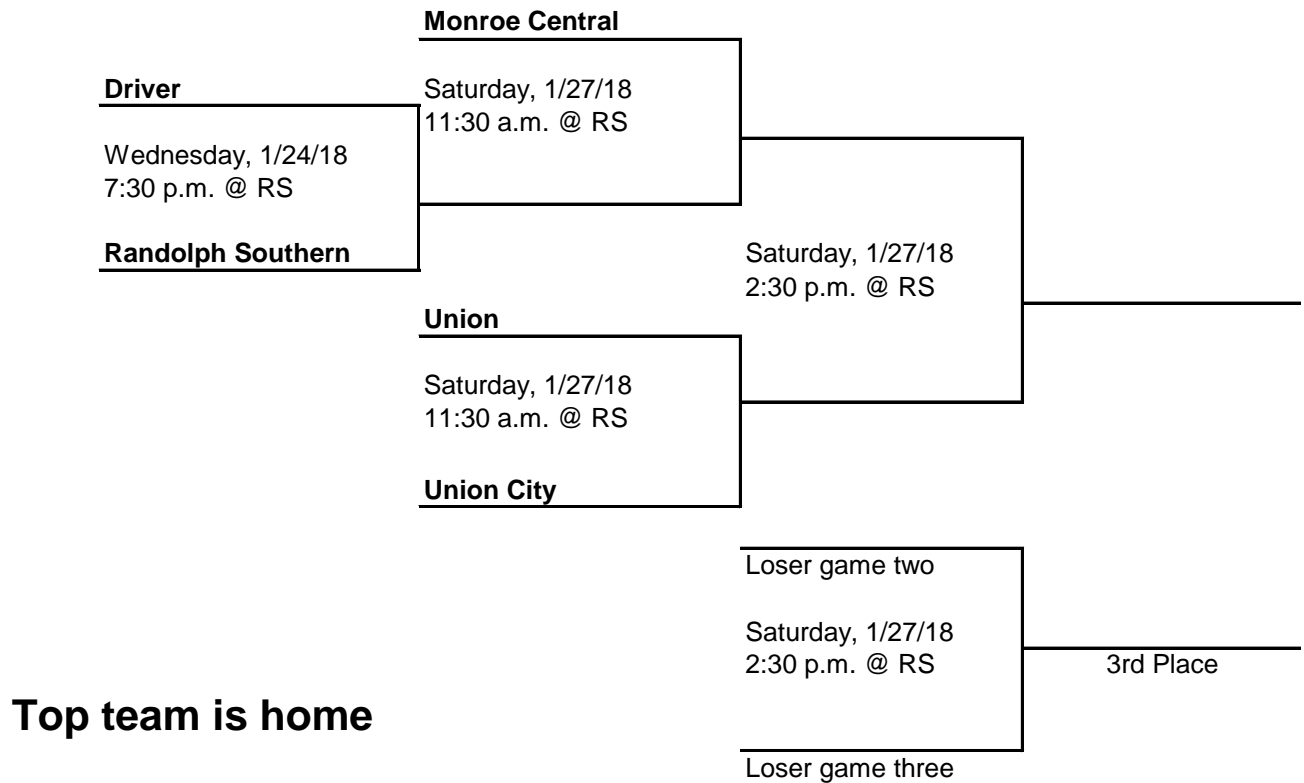 Monroe Central
Driver
Saturday, 1/27/18
11:30 a.m. @ RS
Wednesday, 1/24/18
7:30 p.m. @ RS
Randolph Southern
Saturday, 1/27/18
2:30 p.m. @ RS
Union
Saturday, 1/27/18
11:30 a.m. @ RS
Union City
Loser game two
Saturday, 1/27/18
2:30 p.m. @ RS
3rd Place
Top team is home
Loser game three